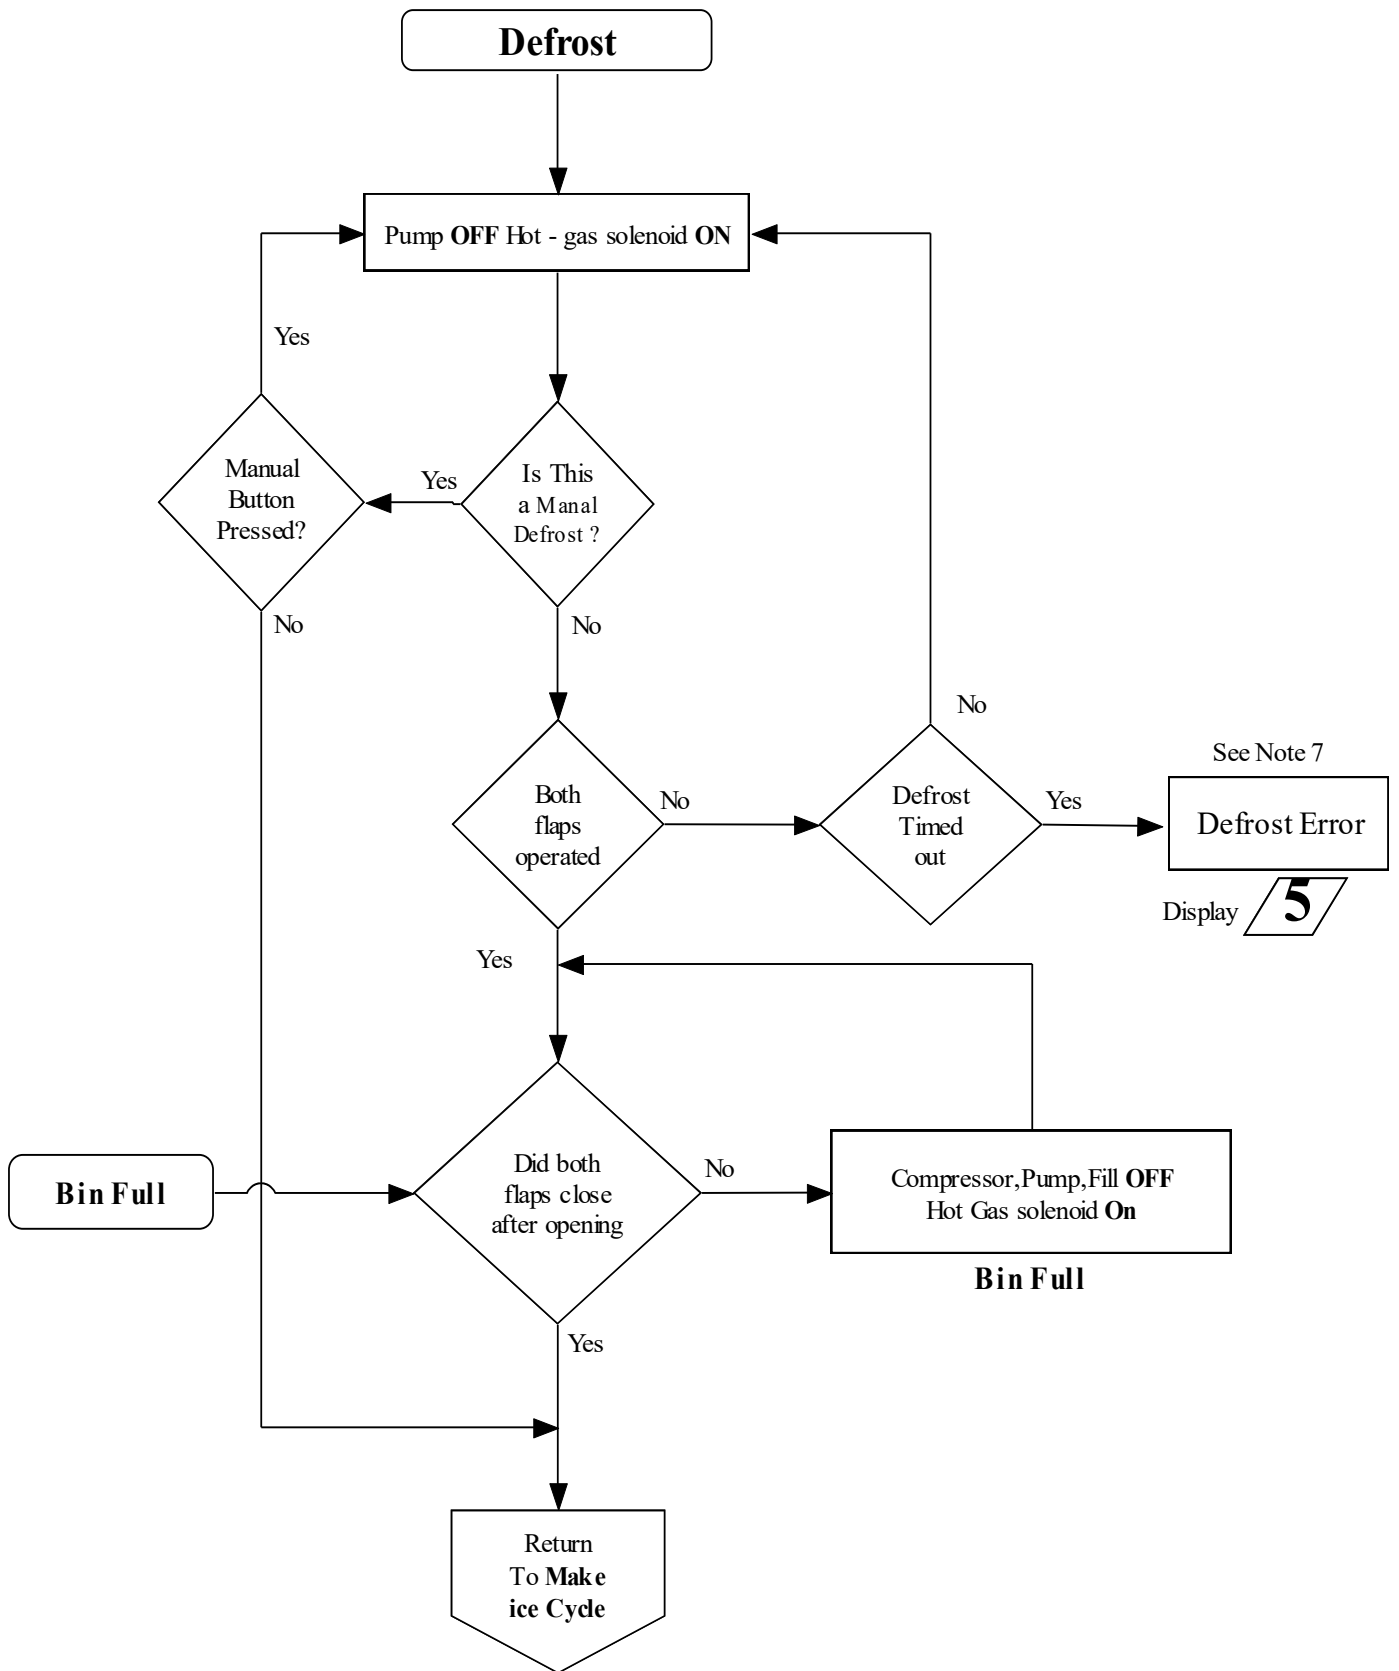 Defrost
Pump OFF Hot - gas solenoid ON
Yes
Manual
Button
Pressed?
Yes
Is This
a Manal
Defrost ?
No
No
No
Both
flaps
operated
No
Defrost
Timed
out
Yes
See Note 7
Defrost Error
Display 5
Yes
Bin Full
Did both
flaps close
after opening
No
Compressor,Pump,Fill OFF
Hot Gas solenoid On
Bin Full
Yes
Return
To Make
ice Cycle